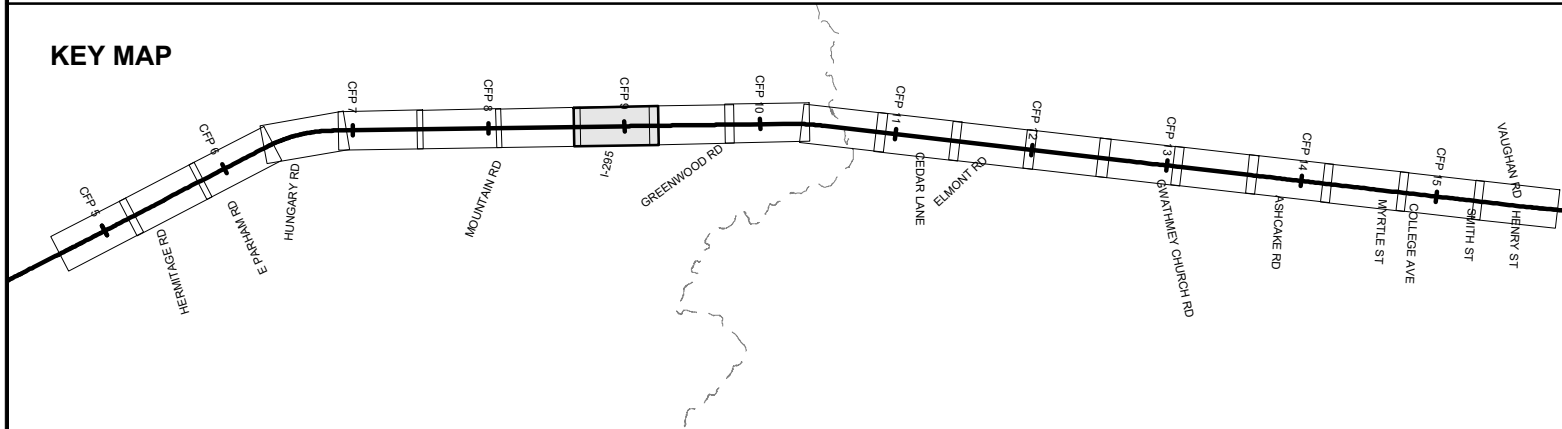 KEY MAP
CFP 5
CFP 6
CFP 7
CFP 8
CFP 9
CFP 10
CFP 11
CFP 12
CFP 13
CFP 14
CFP 15
HERMITAGE RD
E PARHAM RD
HUNGARY RD
MOUNTAIN RD
I-295
GREENWOOD RD
CEDAR LANE
ELMONT RD
GWATHMEY CHURCH RD
ASHCAKE RD
MYRTLE ST
COLLEGE AVE
SMITH ST
VAUGHAN RD
HENRY ST